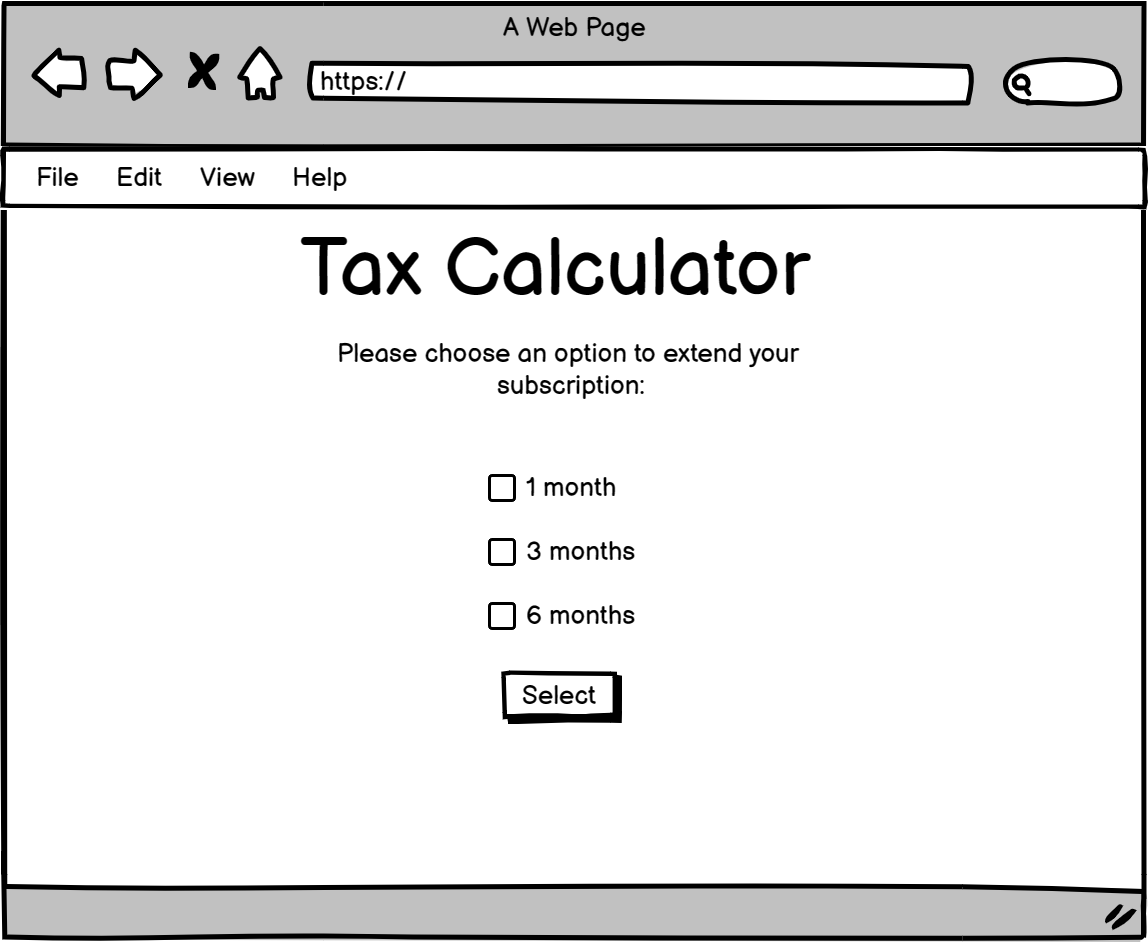 A Web Page
https://
File Edit View Help
Tax Calculator
Please choose an option to extend your
subscription:
1 month
3 months
6 months
Select